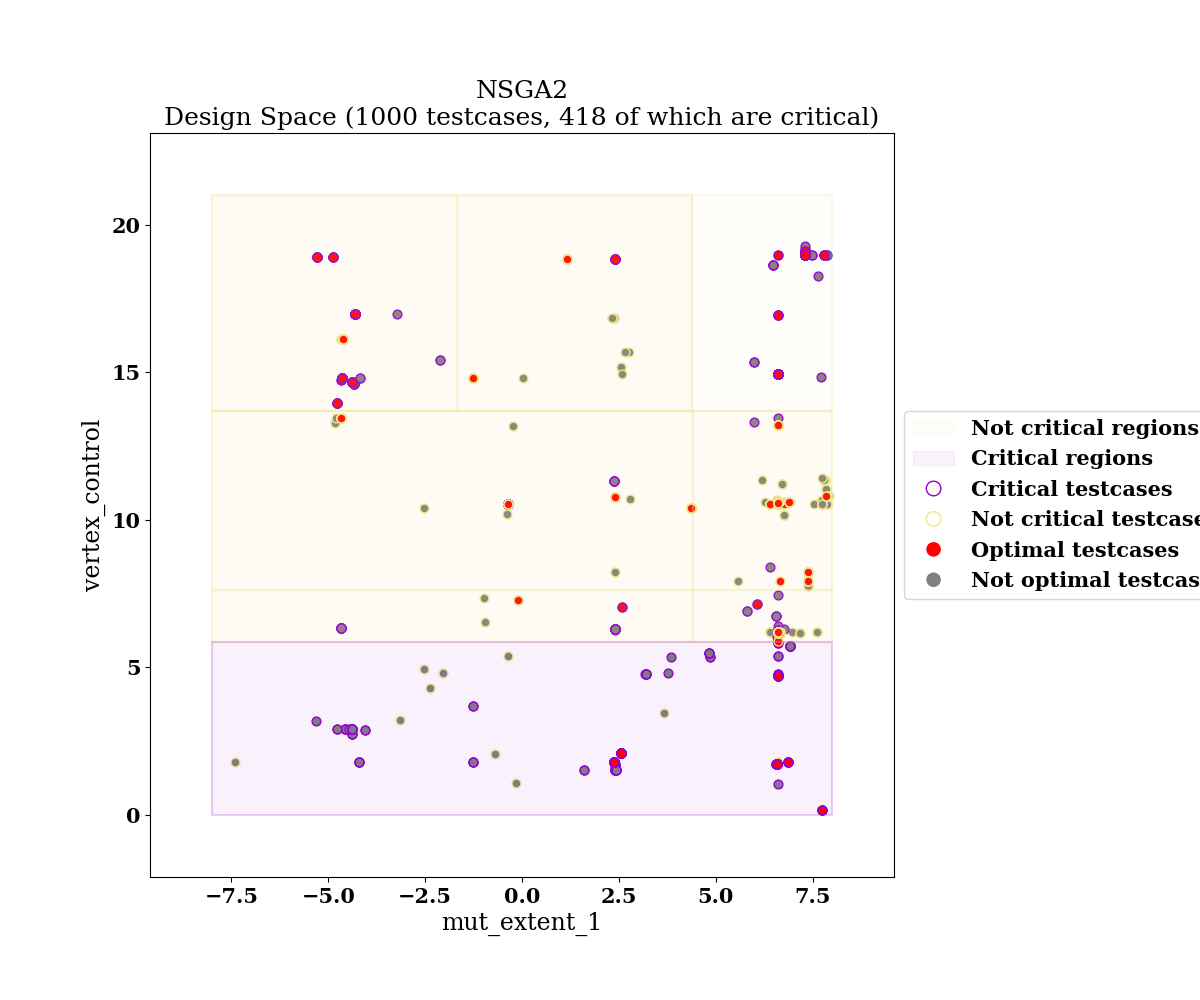 NSGA2
Design Space (1000 testcases, 418 of which are critical)
20
15
10
5
0
vertex_control
−7.5
−5.0
−2.5
0.0
2.5
5.0
7.5
mut_extent_1
Not critical regions
Critical regions
Critical testcases
Not critical testcase
Optimal testcases
Not optimal testcas